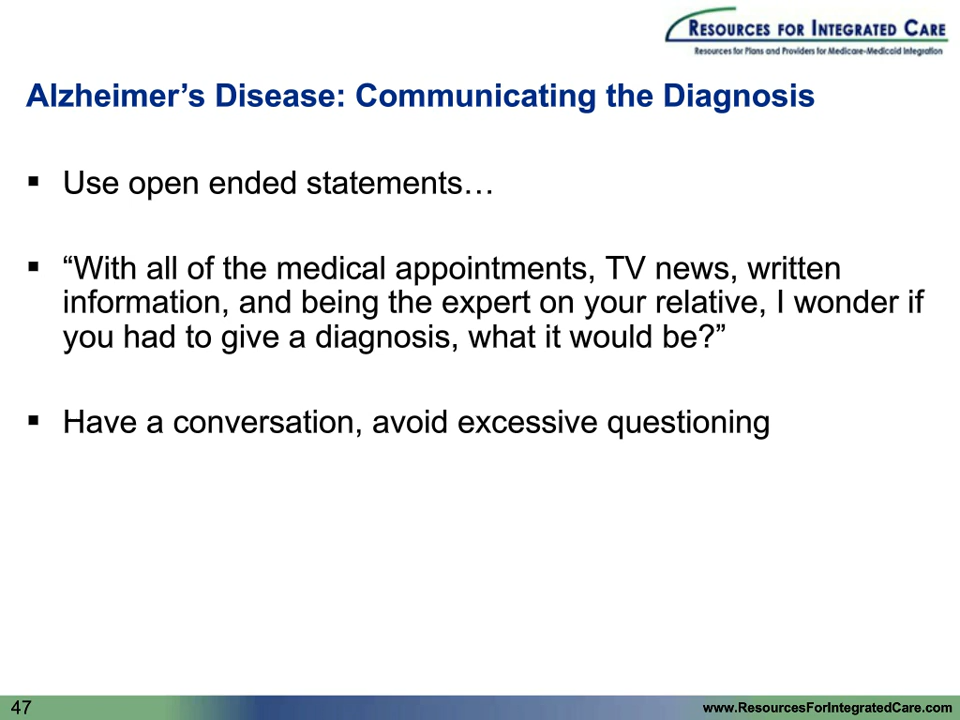 RESOURCES FOR INTEGRATED CARE
Resources for Plans and Providers for Medicare-Medicaid Integration
Alzheimer’s Disease: Communicating the Diagnosis
▪ Use open ended statements…
▪ “With all of the medical appointments, TV news, written
information, and being the expert on your relative, I wonder if
you had to give a diagnosis, what it would be?”
▪ Have a conversation, avoid excessive questioning
47
www.ResourcesForIntegratedCare.com